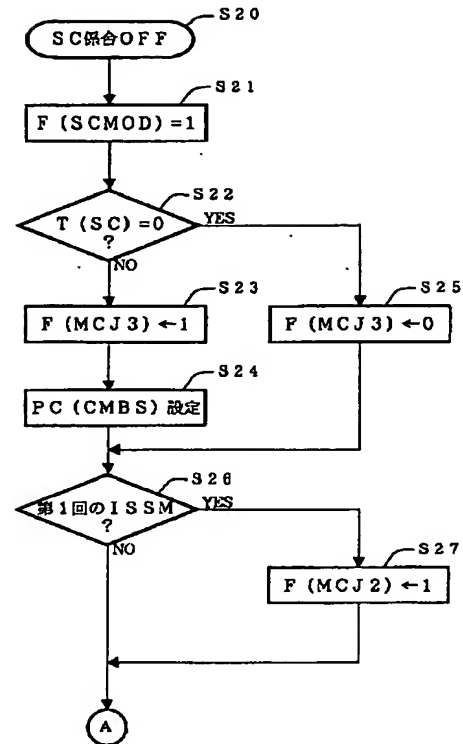 S20
SC係合OFF
S21
F(SCMOD)=1
S22
T(SC)=0
?
YES
NO
S23
F(MCJ3)←1
S25
F(MCJ3)←0
S24
PC(CMBS)設定
S26
第1回のISSM
?
YES
NO
S27
F(MCJ2)←1
A